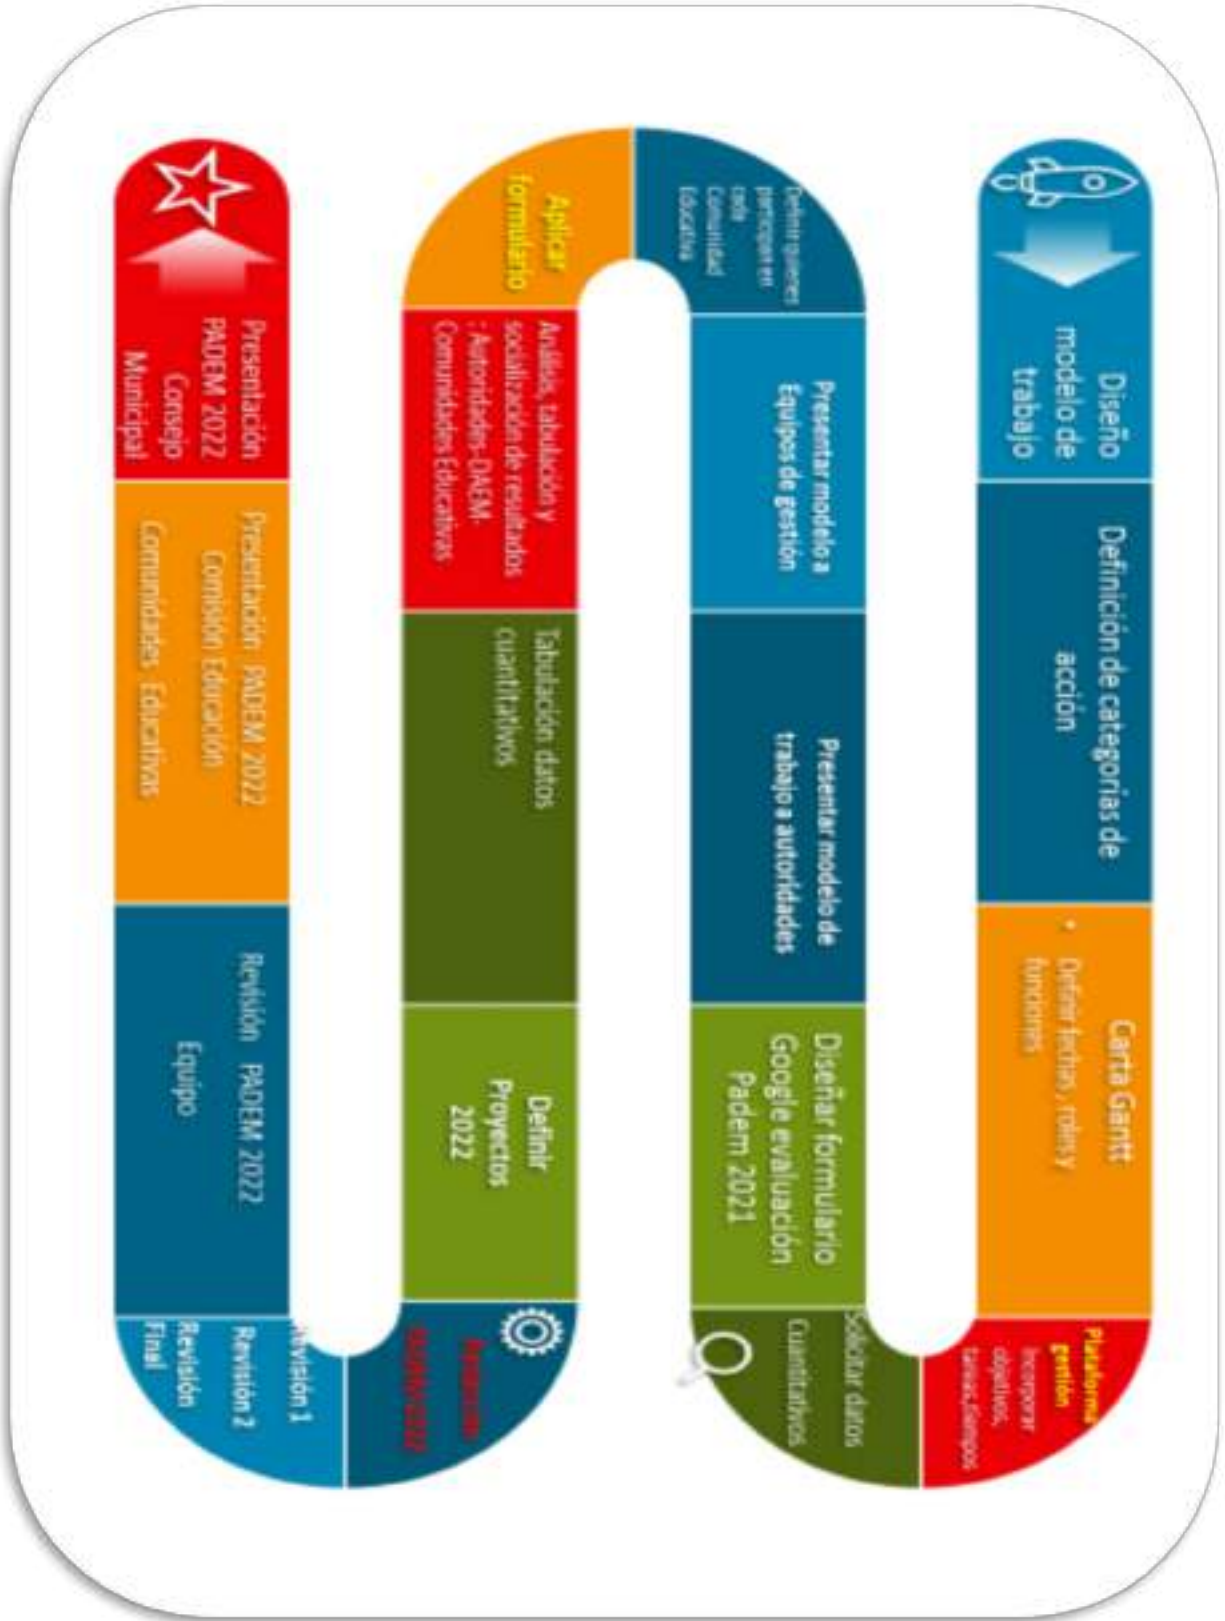 Diseño
modelo de
trabajo
Definición de categorías de
acción
Carta Gantt
• Definir fechas, roles y
funciones
Plataforma
gestión
Incorporar
objetivos,
tareas,tiempos
Solicitar datos
Cuantitativos
Diseñar formulario
Google evaluación
Padem 2021
Presentar modelo de
trabajo a autoridades
Presentar modelo a
Equipos de gestión
Definir quienes
participan en
cada
Comunidad
Educativa
Aplicar
formulario
Análisis, tabulación y
socialización de resultados
: Autoridades-DAEM-
Comunidades Educativas
Tabulación datos
cuantitativos
Definir
Proyectos
2022
Revisión 1
Revisión 2
Revisión
Final
Revisión PADEM 2022
Equipo
Presentación PADEM 2022
Comisión Educación
Comunidades Educativas
Presentación
PADEM 2022
Consejo
Municipal